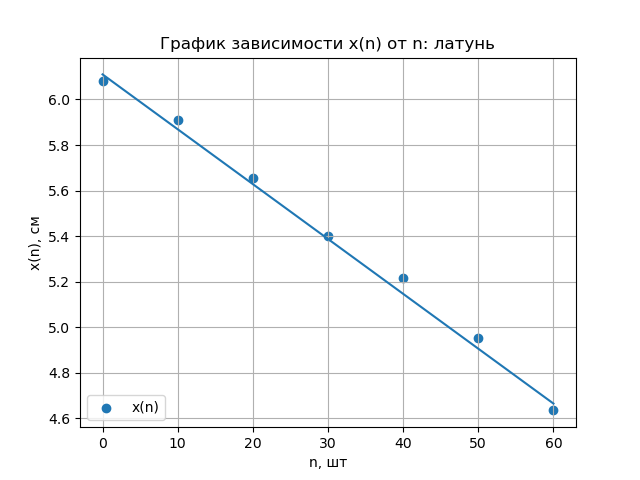 График зависимости x(n) от n: латунь
x(n), см
6.0
5.8
5.6
5.4
5.2
5.0
4.8
4.6
x(n)
0 10 20 30 40 50 60
n, шт